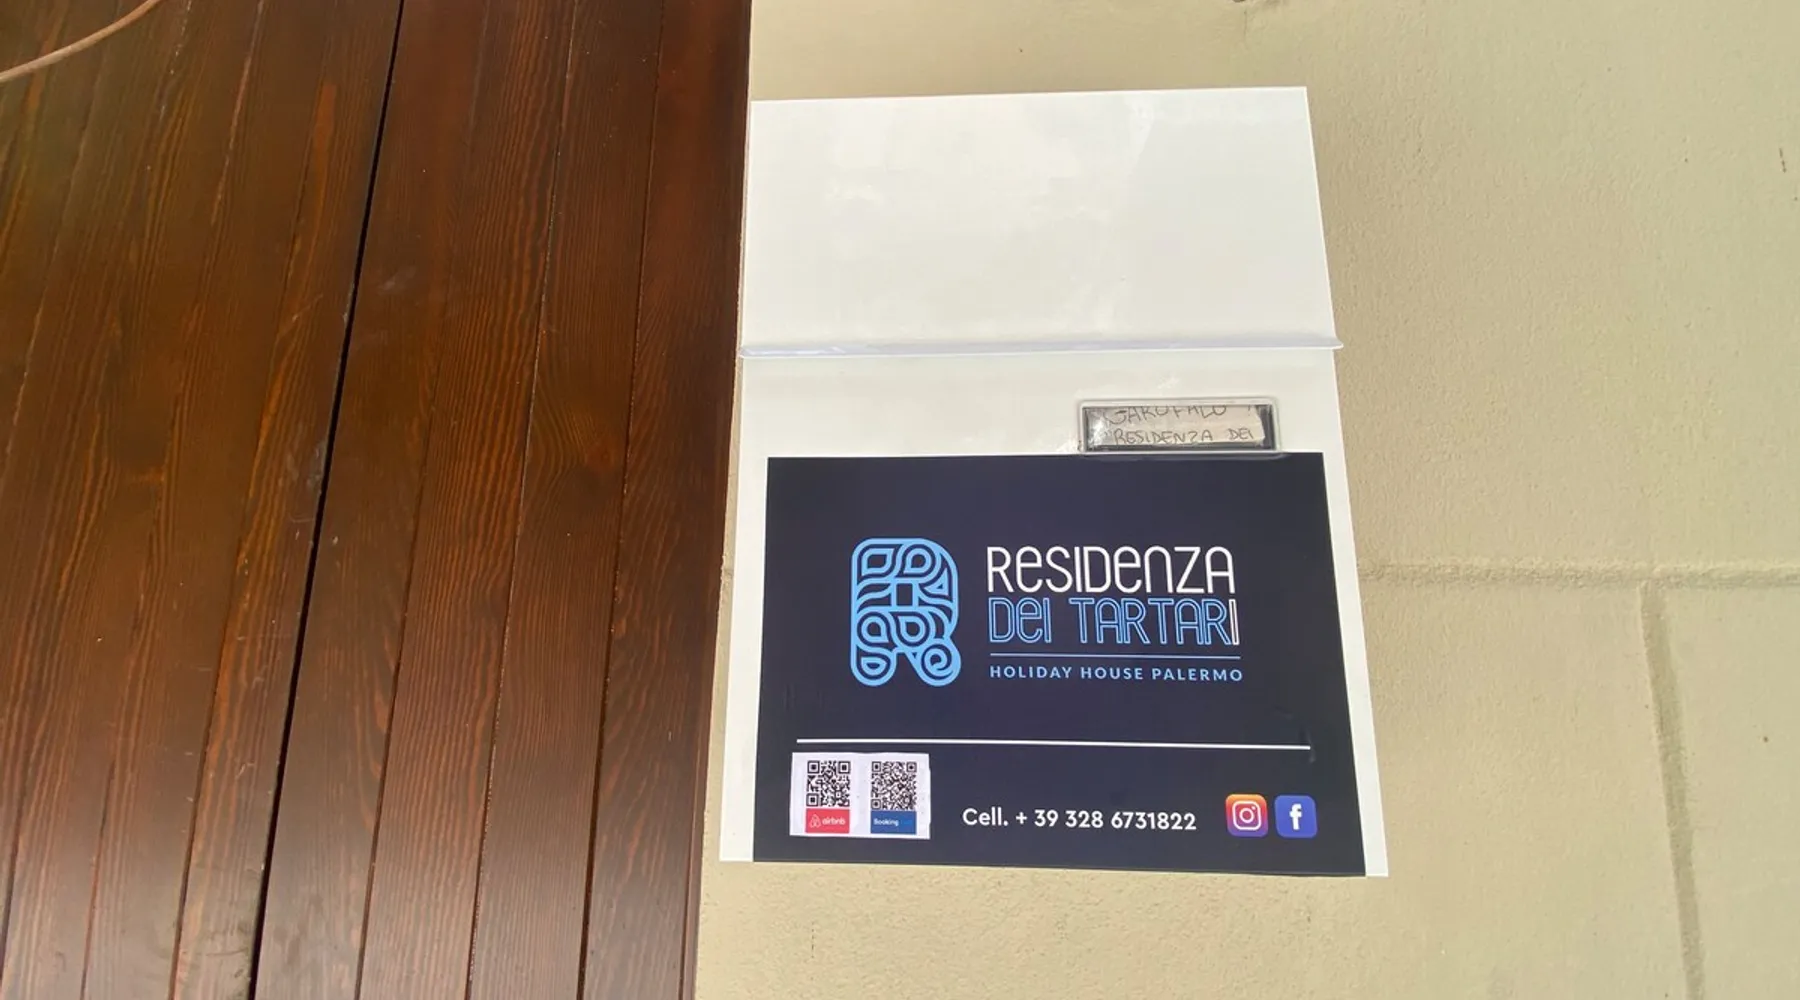 GAROFALO
RESIDENZA DEI
RESIDENZA
DEI TARTARI
HOLIDAY HOUSE PALERMO
airbnb
Booking
Cell. + 39 328 6731822